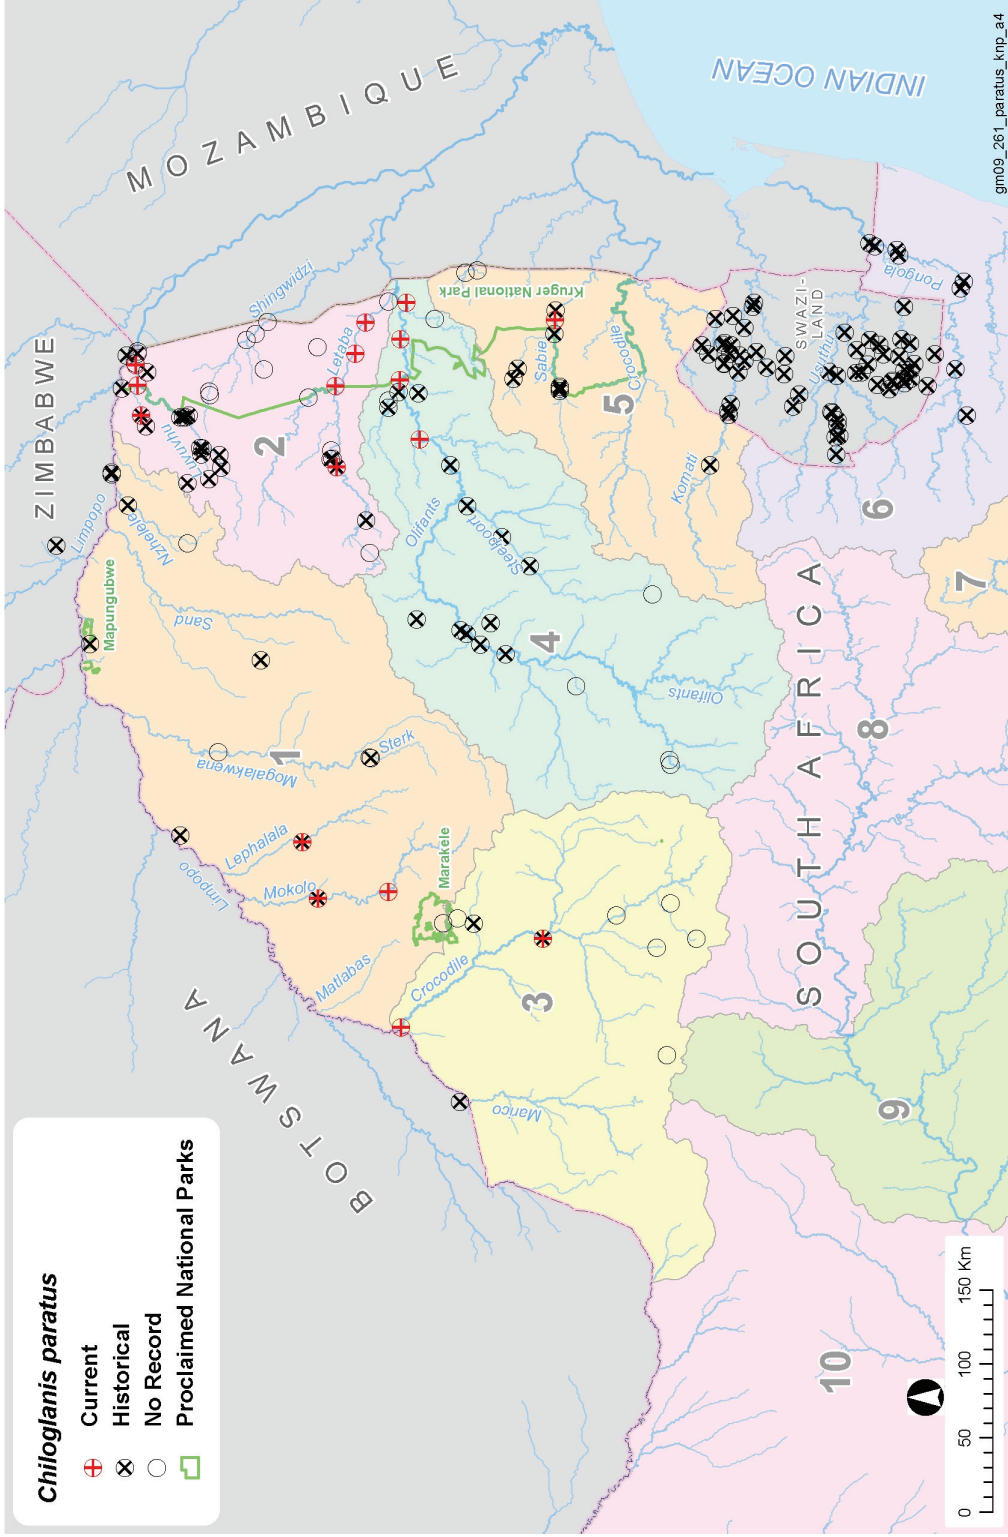 Chiloglanis paratus
Current
Historical
No Record
Proclaimed National Parks
ZIMBABWE
MOZAMBIQUE
BOTSWANA
SOUTH AFRICA
SWAZI-
LAND
INDIAN OCEAN
Limpopo
Limpopo
Mapungubwe
Nzhelele
Sand
Luvuvhu
Shingwidzi
Letaba
Mogalakwena
Sterk
Lephalala
Mokolo
Matlabas
Marakele
Crocodile
Marico
Olifants
Steelpoort
Olifants
Kruger National Park
Sabie
Crocodile
Komati
Usuthu
Pongola
1
2
3
4
5
6
7
8
9
10
0 50 100 150 Km
gm09_261_paratus_knp_a4